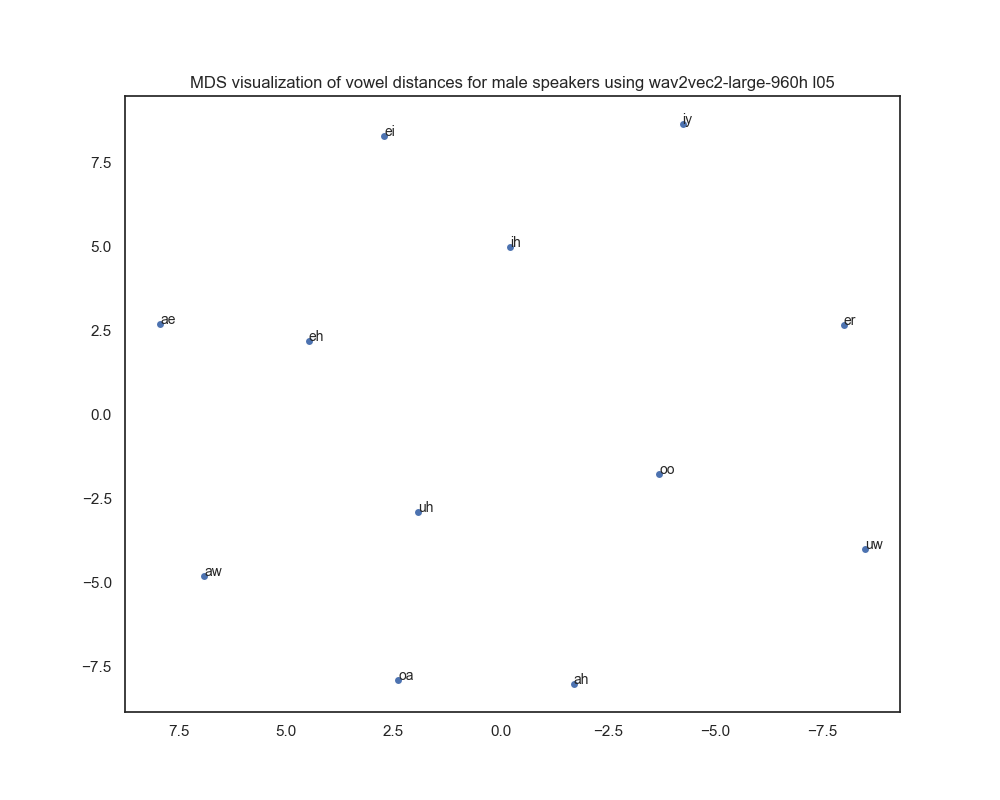 MDS visualization of vowel distances for male speakers using wav2vec2-large-960h l05
ei
iy
7.5
ih
5.0
ae
er
2.5
eh
0.0
oo
−2.5
uh
uw
aw
−5.0
oa
ah
−7.5
7.5 5.0 2.5 0.0 −2.5 −5.0 −7.5